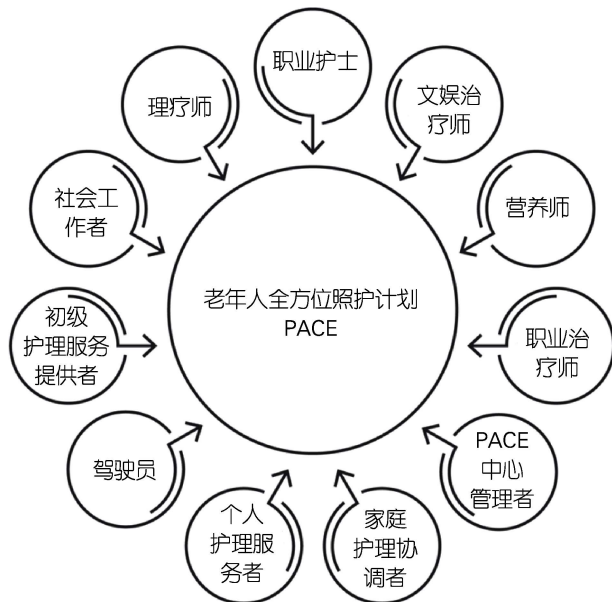 职业护士
文娱治
疗师
营养师
职业治
疗师
PACE
中心
管理者
家庭
护理协
调者
个人
护理服
务者
驾驶员
初级
护理服务
提供者
社会工
作者
理疗师
老年人全方位照护计划
PACE